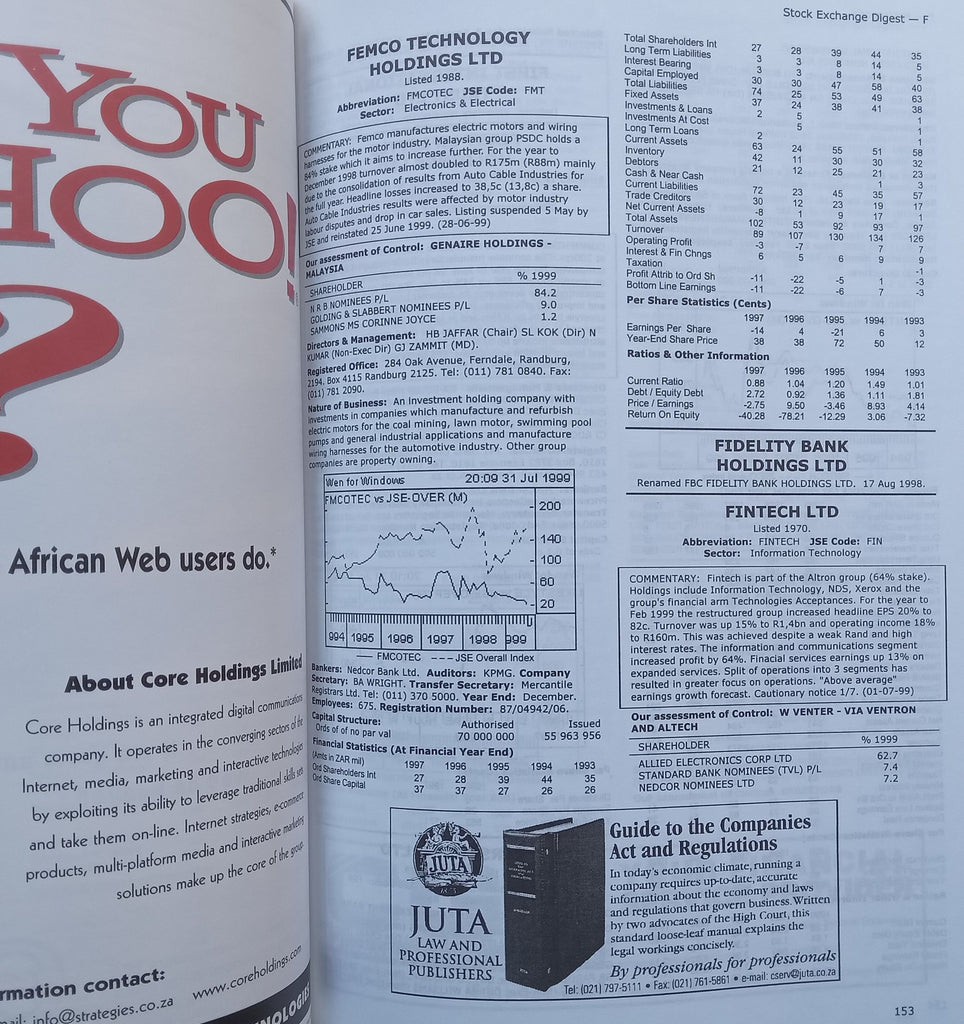 YOU
HOO!
?
African Web users do.*
About Core Holdings Limited
Core Holdings is an integrated digital communications
company. It operates in the converging sectors of the
Internet, media, marketing and interactive technologies
by exploiting its ability to leverage traditional skills sets
and take them on-line. Internet strategies, e-commerce
products, multi-platform media and interactive marketing
solutions make up the core of the group.
rmation contact:
mail: info@strategies.co.za www.coreholdings.com
NOLOGIES
Stock Exchange Digest — F
FEMCO TECHNOLOGY
HOLDINGS LTD
Listed 1988.
Abbreviation: FMCOTEC JSE Code: FMT
Sector: Electronics & Electrical
COMMENTARY: Femco manufactures electric motors and wiring
harnesses for the motor industry. Malaysian group PSDC holds a
84% stake which it aims to increase further. For the year to
December 1998 turnover almost doubled to R175m (R88m) mainly
due to the consolidation of results from Auto Cable Industries for
the full year. Headline losses increased to 38,5c (13,8c) a share.
Auto Cable Industries results were affected by motor industry
labour disputes and drop in car sales. Listing suspended 5 May by
JSE and reinstated 25 June 1999. (28-06-99)
Our assessment of Control: GENAIRE HOLDINGS -
MALAYSIA
SHAREHOLDER % 1999
N R B NOMINEES P/L 84.2
GOLDING & SLABBERT NOMINEES P/L 9.0
SAMMONS MS CORINNE JOYCE 1.2
Directors & Management: HB JAFFAR (Chair) SL KOK (Dir) N
KUMAR (Non-Exec Dir) GJ ZAMMIT (MD).
Registered Office: 284 Oak Avenue, Ferndale, Randburg,
2194, Box 4115 Randburg 2125. Tel: (011) 781 0840. Fax:
(011) 781 2090.
Nature of Business: An investment holding company with
investments in companies which manufacture and refurbish
electric motors for the coal mining, lawn motor, swimming pool
pumps and general industrial applications and manufacture
wiring harnesses for the automotive industry. Other group
companies are property owning.
Wen for Windows 20:09 31 Jul 1999
FMCOTEC vs JSE-OVER (M)
200
140
100
60
20
994 1995 1996 1997 1998 999
FMCOTEC JSE Overall Index
Bankers: Nedcor Bank Ltd. Auditors: KPMG. Company
Secretary: BA WRIGHT. Transfer Secretary: Mercantile
Registrars Ltd. Tel: (011) 370 5000. Year End: December.
Employees: 675. Registration Number: 87/04942/06.
Capital Structure: Authorised Issued
Ords of of no par val 70 000 000 55 963 956
Financial Statistics (At Financial Year End)
(Amts in ZAR mil) 1997 1996 1995 1994 1993
Ord Shareholders Int 27 28 39 44 35
Ord Share Capital 37 37 27 26 26
Total Shareholders Int 27 28 39 44 35
Long Term Liabilities 3 3 8 14 5
Interest Bearing 3 3 8 14 5
Capital Employed 30 30 47 58 40
Total Liabilities 74 25 53 49 63
Fixed Assets 37 24 38 41 38
Investments & Loans 2 5 1
Investments At Cost 5 1
Long Term Loans 2 1
Current Assets 63 24 55 51 58
Inventory 42 11 30 30 32
Debtors 21 12 25 21 23
Cash & Near Cash 1 3
Current Liabilities 72 23 45 35 57
Trade Creditors 30 12 23 19 17
Net Current Assets -8 1 9 17 1
Total Assets 102 53 92 93 97
Turnover 89 107 130 134 126
Operating Profit -3 -7 7 7
Interest & Fin Chngs 6 5 6 9 9
Taxation -1
Profit Attrib to Ord Sh -11 -22 -5 1 -3
Bottom Line Earnings -11 -22 -6 7 -3
Per Share Statistics (Cents)
1997 1996 1995 1994 1993
Earnings Per Share -14 4 -21 6 3
Year-End Share Price 38 38 72 50 12
Ratios & Other Information
1997 1996 1995 1994 1993
Current Ratio 0.88 1.04 1.20 1.49 1.01
Debt / Equity Debt 2.72 0.92 1.36 1.11 1.81
Price / Earnings -2.75 9.50 -3.46 8.93 4.14
Return On Equity -40.28 -78.21 -12.29 3.06 -7.32
FIDELITY BANK
HOLDINGS LTD
Renamed FBC FIDELITY BANK HOLDINGS LTD. 17 Aug 1998.
FINTECH LTD
Listed 1970.
Abbreviation: FINTECH JSE Code: FIN
Sector: Information Technology
COMMENTARY: Fintech is part of the Altron group (64% stake).
Holdings include Information Technology, NDS, Xerox and the
group's financial arm Technologies Acceptances. For the year to
Feb 1999 the restructured group increased headline EPS 20% to
82c. Turnover was up 15% to R1,4bn and operating income 18%
to R160m. This was achieved despite a weak Rand and high
interest rates. The information and communications segment
increased profit by 64%. Finacial services earnings up 13% on
expanded services. Split of operations into 3 segments has
resulted in greater focus on operations. "Above average"
earnings growth forecast. Cautionary notice 1/7. (01-07-99)
Our assessment of Control: W VENTER - VIA VENTRON
AND ALTECH
SHAREHOLDER % 1999
ALLIED ELECTRONICS CORP LTD 62.7
STANDARD BANK NOMINEES (TVL) P/L 7.4
NEDCOR NOMINEES LTD 7.2
JUTA
JUTA
LAW AND
PROFESSIONAL
PUBLISHERS
Guide to the Companies
Act and Regulations
In today's economic climate, running a
company requires up-to-date, accurate
information about the economy and laws
and regulations that govern business. Written
by two advocates of the High Court, this
standard loose-leaf manual explains the
legal workings concisely.
By professionals for professionals
Tel: (021) 797-5111 • Fax: (021) 761-5861 • e-mail: cserv@juta.co.za
153